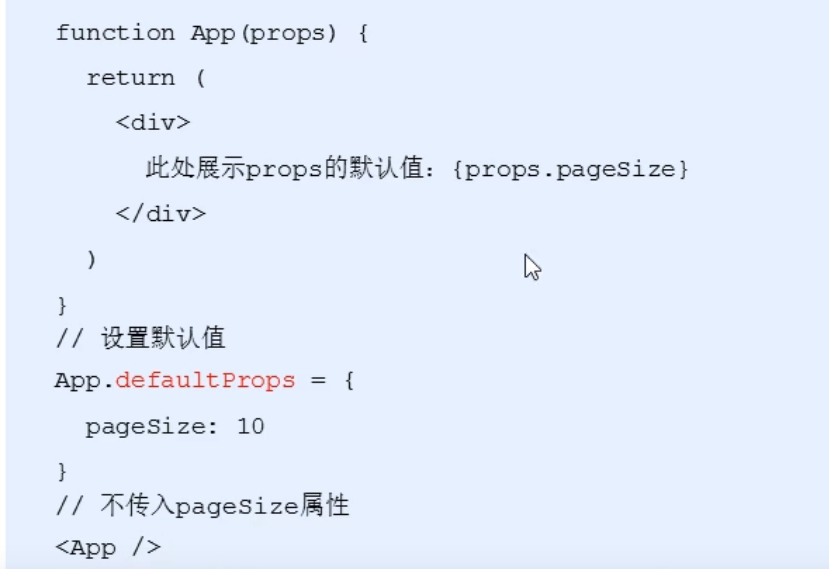 function App(props) {
return (
<div>
此处展示props的默认值：{props.pageSize}
</div>
)
}
// 设置默认值
App.defaultProps = {
pageSize: 10
}
// 不传入pageSize属性
<App />